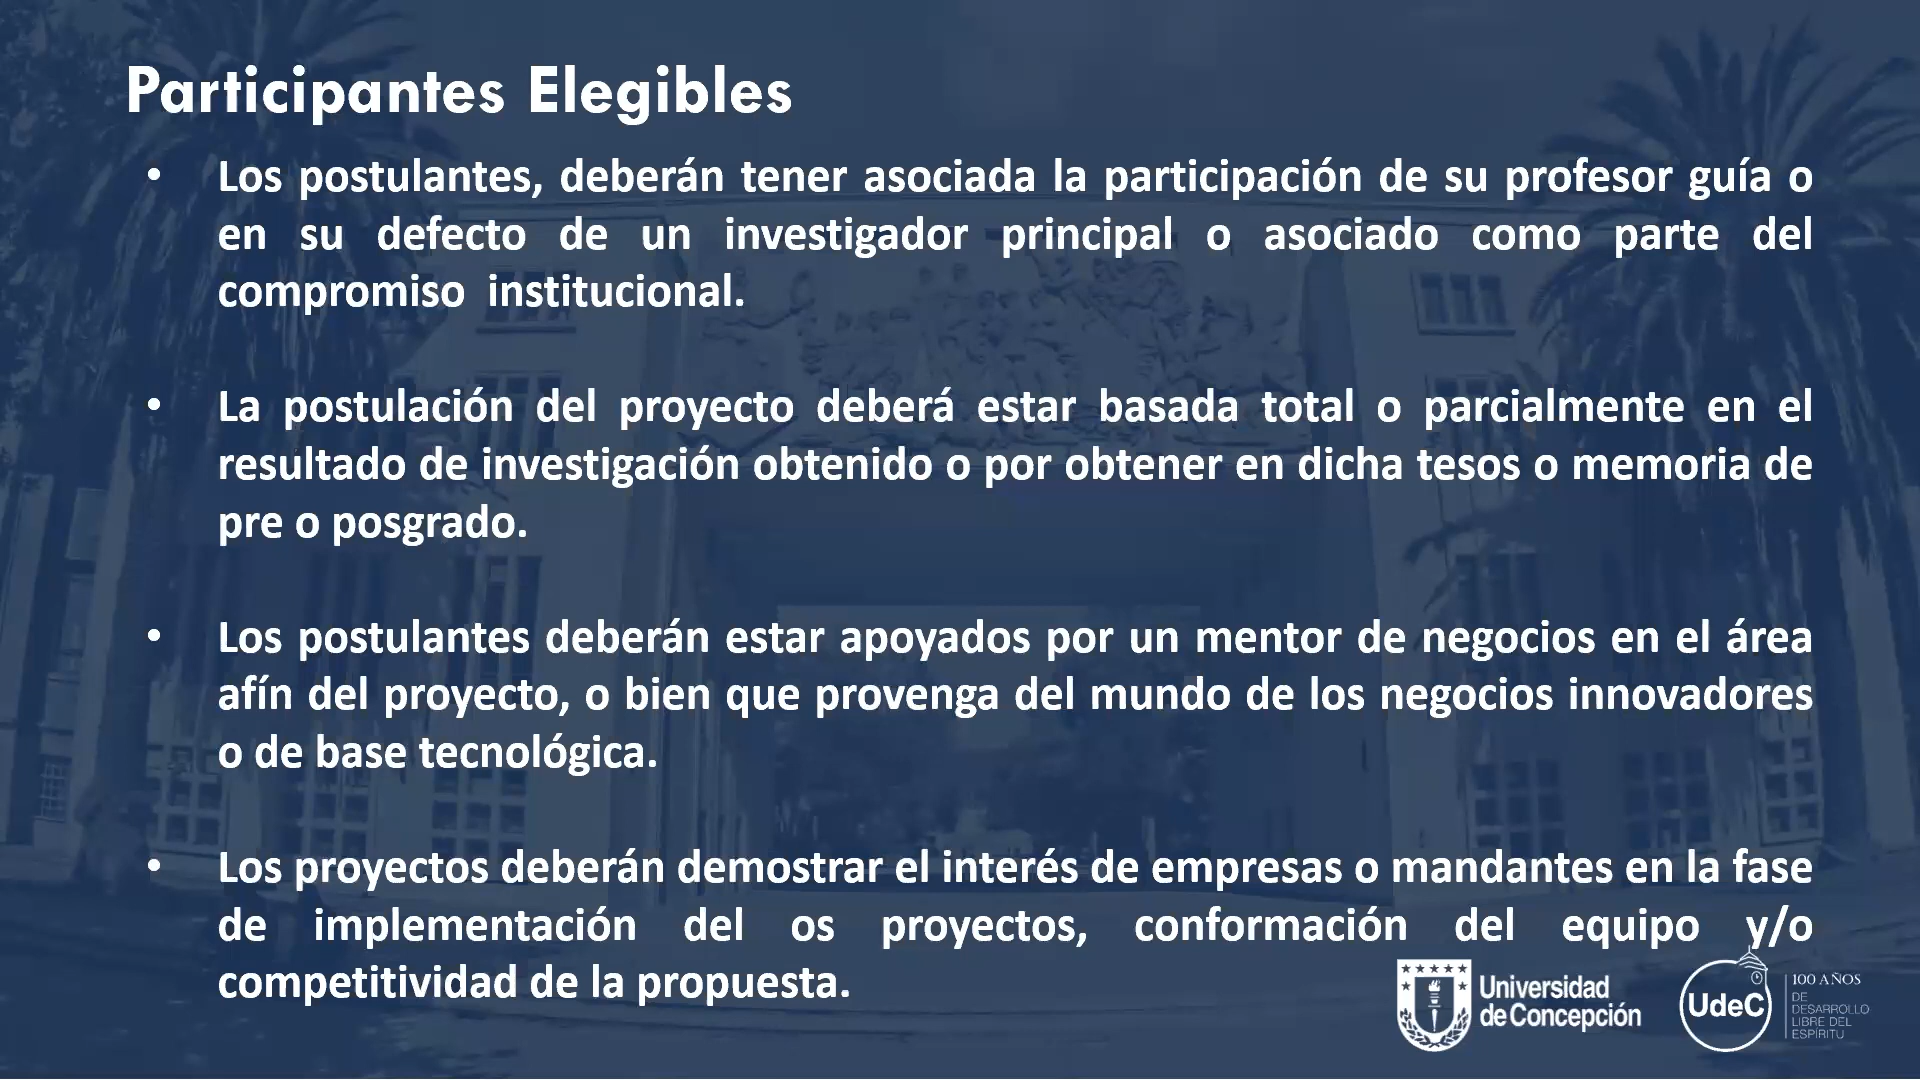 Participantes Elegibles
• Los postulantes, deberán tener asociada la participación de su profesor guía o
en su defecto de un investigador principal o asociado como parte del
compromiso institucional.
• La postulación del proyecto deberá estar basada total o parcialmente en el
resultado de investigación obtenido o por obtener en dicha tesos o memoria de
pre o posgrado.
• Los postulantes deberán estar apoyados por un mentor de negocios en el área
afín del proyecto, o bien que provenga del mundo de los negocios innovadores
o de base tecnológica.
• Los proyectos deberán demostrar el interés de empresas o mandantes en la fase
de implementación del os proyectos, conformación del equipo y/o
competitividad de la propuesta.
Universidad
de Concepción
UdeC
100 AÑOS
DE
DESARROLLO
LIBRE DEL
ESPÍRITU